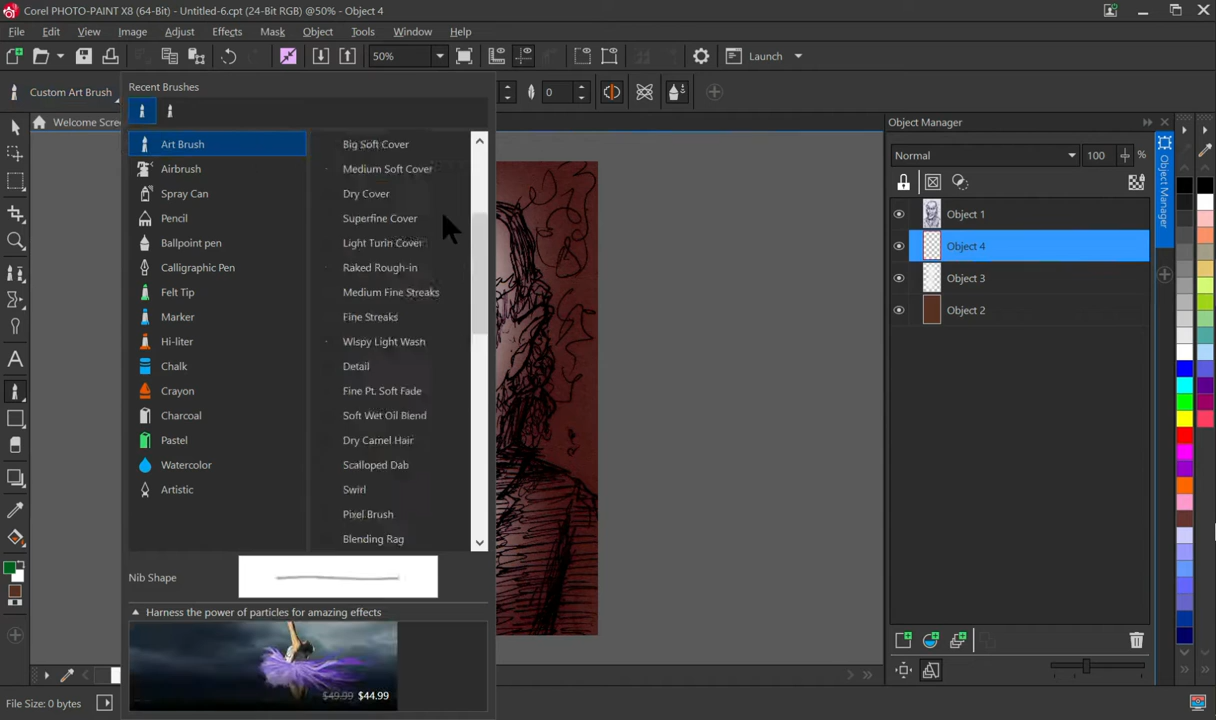 Corel PHOTO-PAINT X8 (64-Bit) - Untitled-6.cpt (24-Bit RGB) @50% - Object 4
File Edit View Image Adjust Effects Mask Object Tools Window Help
50% Launch
Custom Art Brush 0
Recent Brushes
Welcome Scre
Art Brush
Airbrush
Spray Can
Pencil
Ballpoint pen
Calligraphic Pen
Felt Tip
Marker
Hi-liter
Chalk
Crayon
Charcoal
Pastel
Watercolor
Artistic
Big Soft Cover
Medium Soft Cover
Dry Cover
Superfine Cover
Light Turin Cover
Raked Rough-in
Medium Fine Streaks
Fine Streaks
Wispy Light Wash
Detail
Fine Pt. Soft Fade
Soft Wet Oil Blend
Dry Camel Hair
Scalloped Dab
Swirl
Pixel Brush
Blending Rag
Nib Shape
Harness the power of particles for amazing effects
$49.99 $44.99
Object Manager
Normal 100 %
Object 1
Object 4
Object 3
Object 2
Object Manager
File Size: 0 bytes